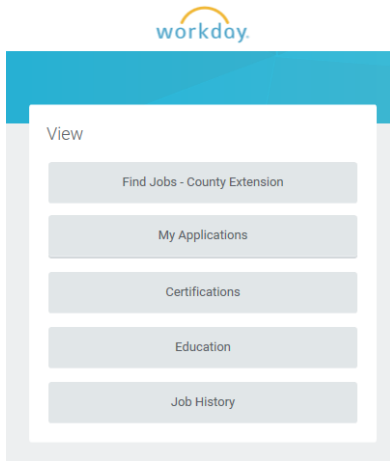 workday.
View
Find Jobs - County Extension
My Applications
Certifications
Education
Job History